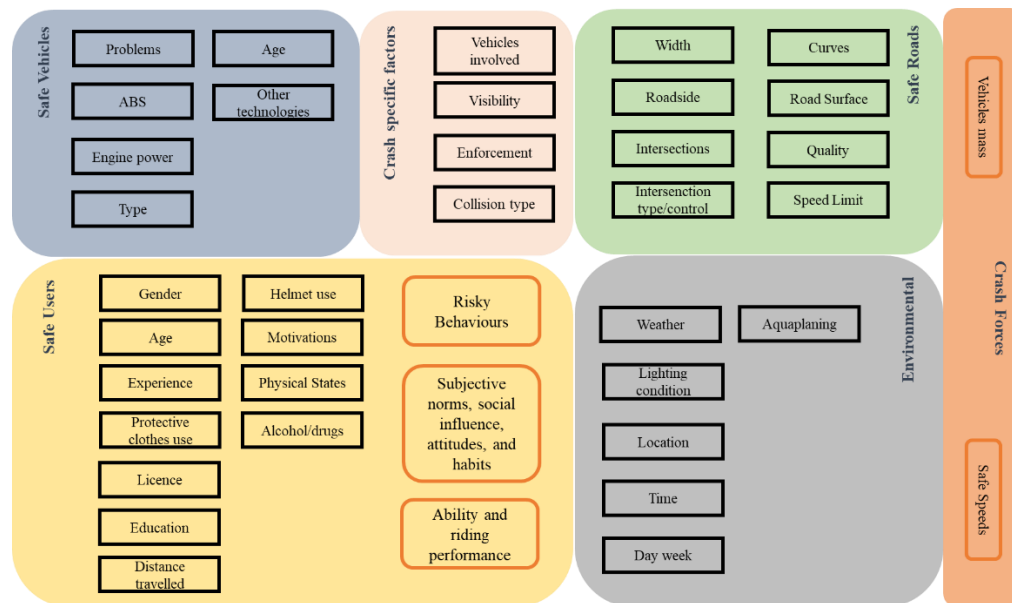 Safe Vehicles
Problems
Age
ABS
Other
technologies
Engine power
Type
Crash specific factors
Vehicles
involved
Visibility
Enforcement
Collision type
Safe Roads
Width
Curves
Roadside
Road Surface
Intersections
Quality
Intersenction
type/control
Speed Limit
Safe Users
Gender
Helmet use
Age
Motivations
Experience
Physical States
Protective
clothes use
Alcohol/drugs
Licence
Education
Distance
travelled
Risky
Behaviours
Subjective
norms, social
influence,
attitudes, and
habits
Ability and
riding
performance
Environmental
Weather
Aquaplaning
Lighting
condition
Location
Time
Day week
Crash Forces
Vehicles mass
Safe Speeds